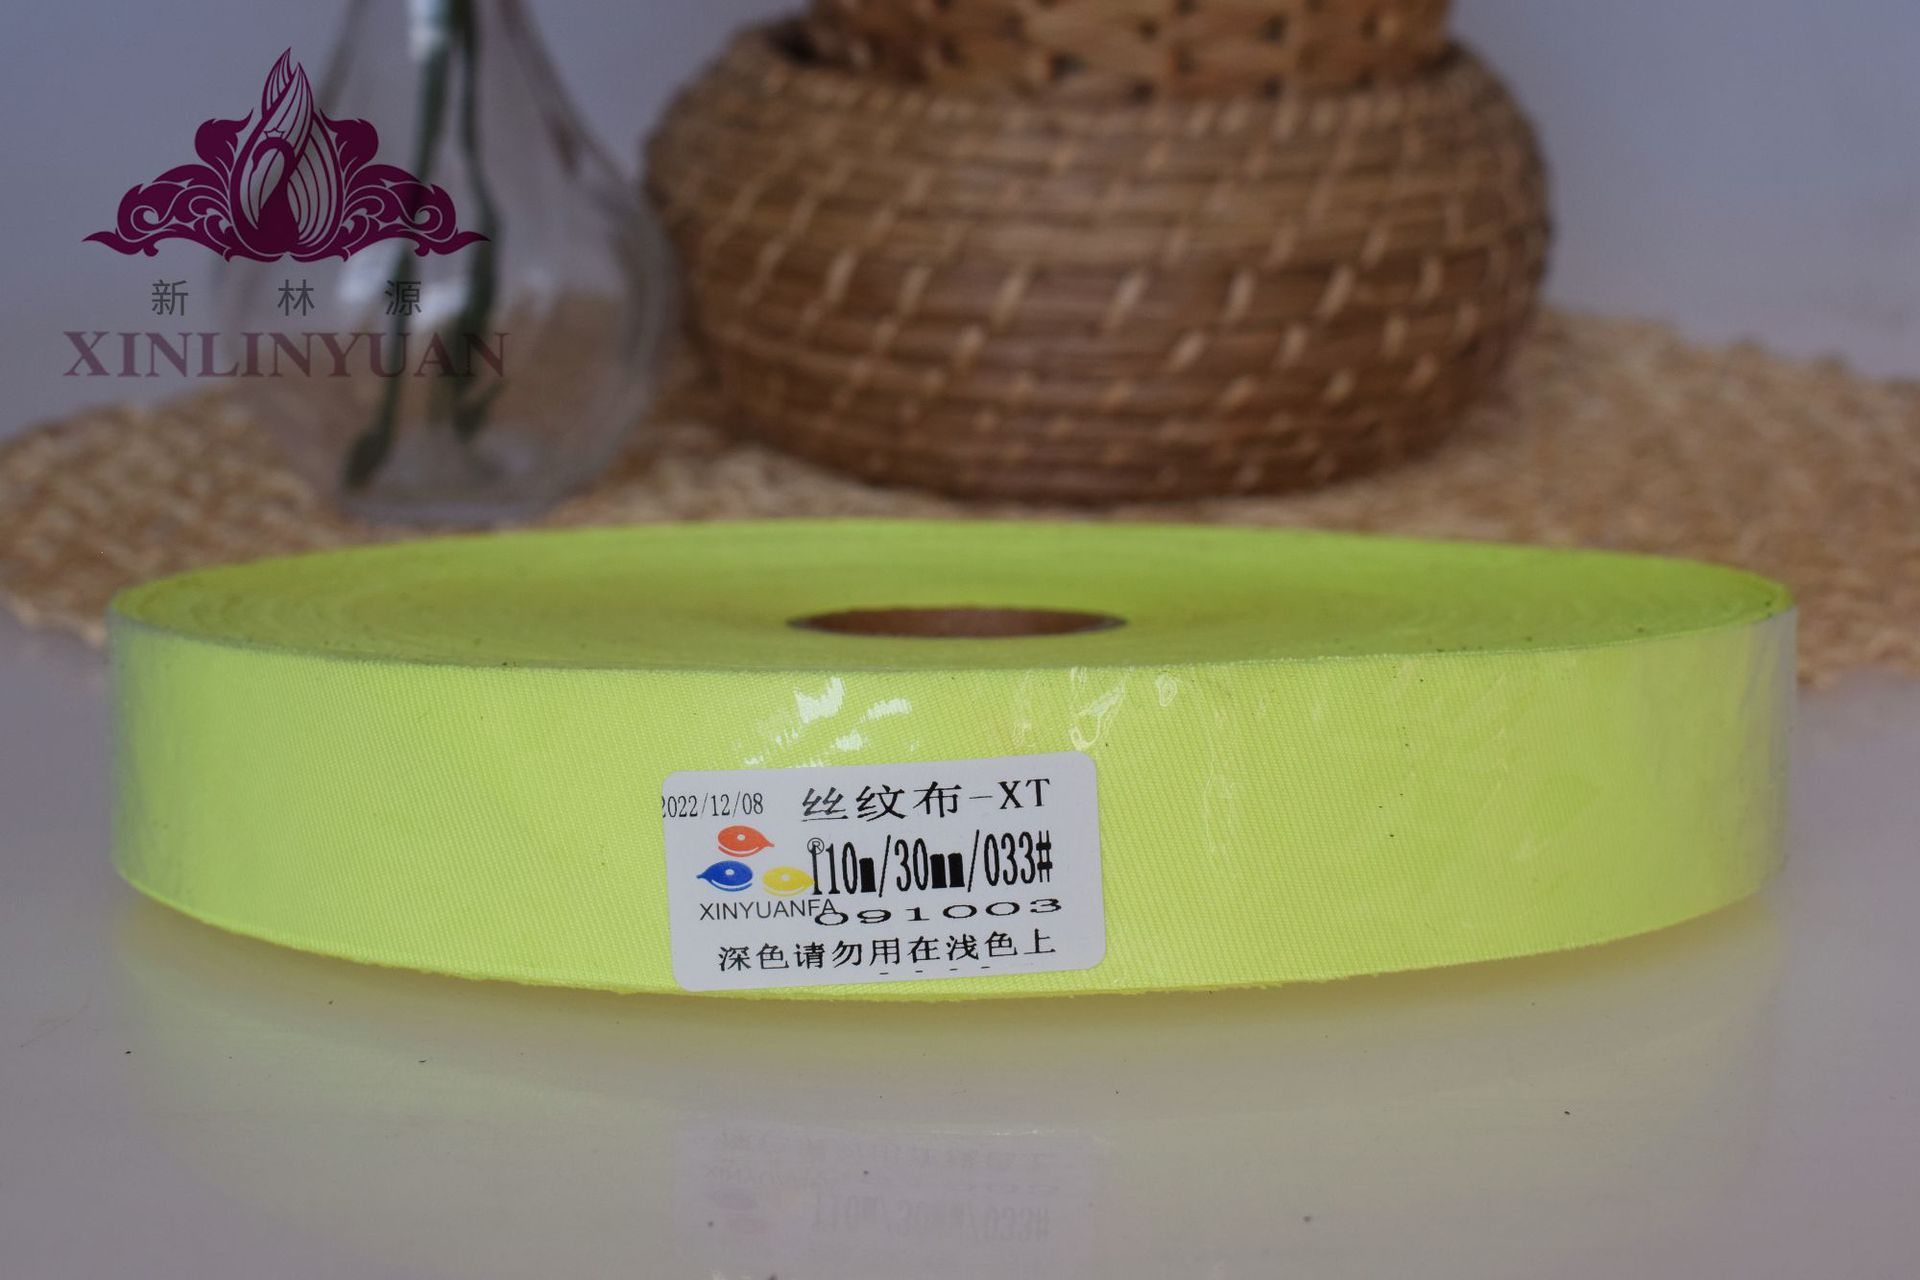 新林源
XINLINYUAN
2022/12/08
丝纹布-XT
®
110m/30mm/033#
XINYUANFA
091003
深色请勿用在浅色上